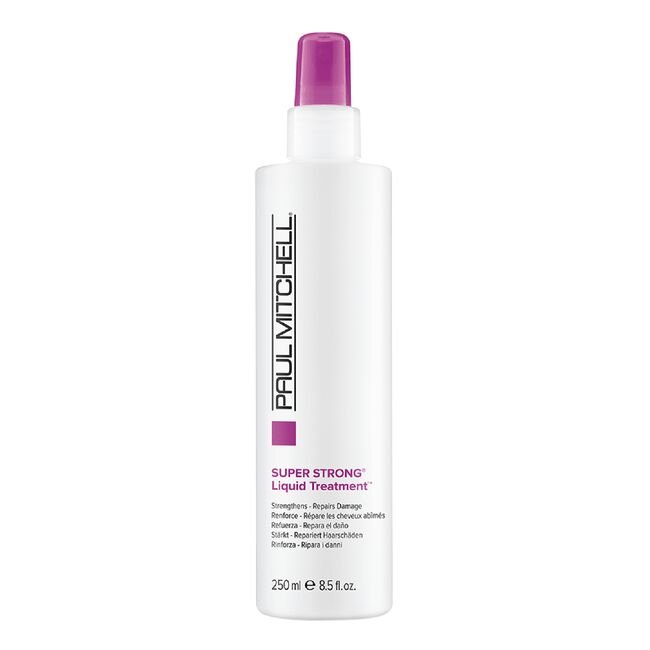 PAUL MITCHELL®
SUPER STRONG®
Liquid Treatment™
Strengthens - Repairs Damage
Renforce - Répare les cheveux abîmés
Refuerza - Repara el daño
Stärkt - Repariert Haarschäden
Rinforza - Ripara i danni
250 ml ℮ 8.5 fl. oz.